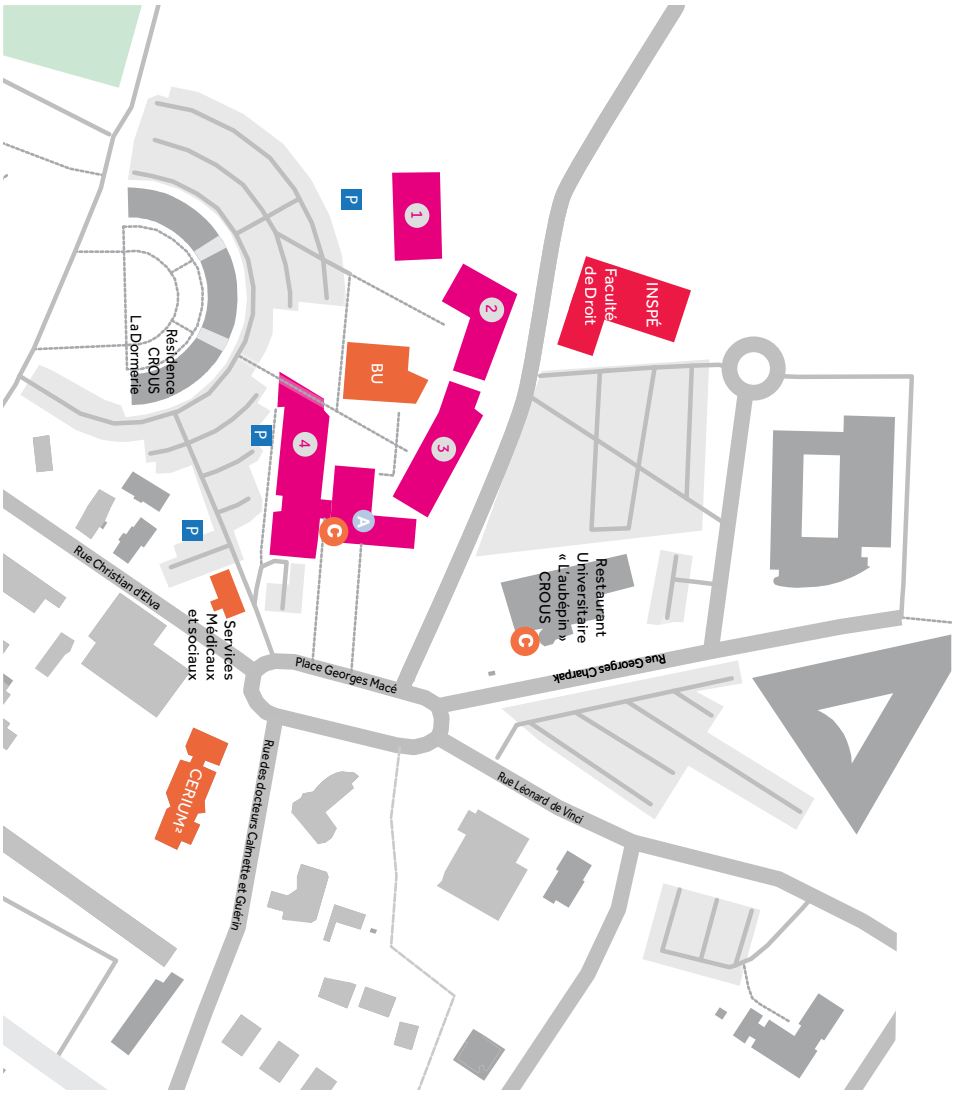 P
1
2
INSPÉ
Faculté
de Droit
BU
3
4
P
A
C
P
Résidence
CROUS
La Dormerie
Restaurant
Universitaire
« L'aubépin »
CROUS
C
Rue Christian d'Elva
Services
Médicaux
et sociaux
Place Georges Macé
Rue Georges Charpak
CERIUM²
Rue des docteurs Calmette et Guérin
Rue Léonard de Vinci